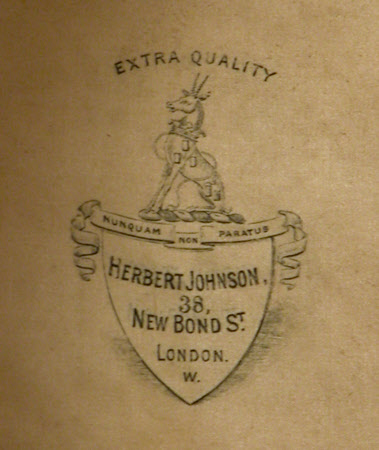 EXTRA QUALITY
NUNQUAM NON PARATUS
HERBERT JOHNSON,
38,
NEW BOND ST.
LONDON.
W.